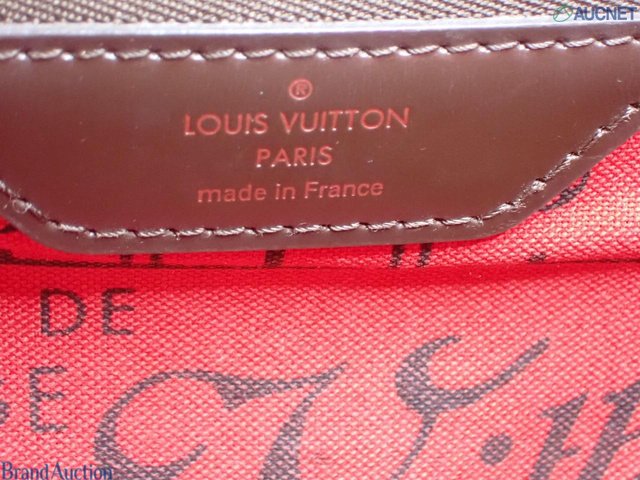 AUCNET
®
LOUIS VUITTON
PARIS
made in France
DE
BrandAuction